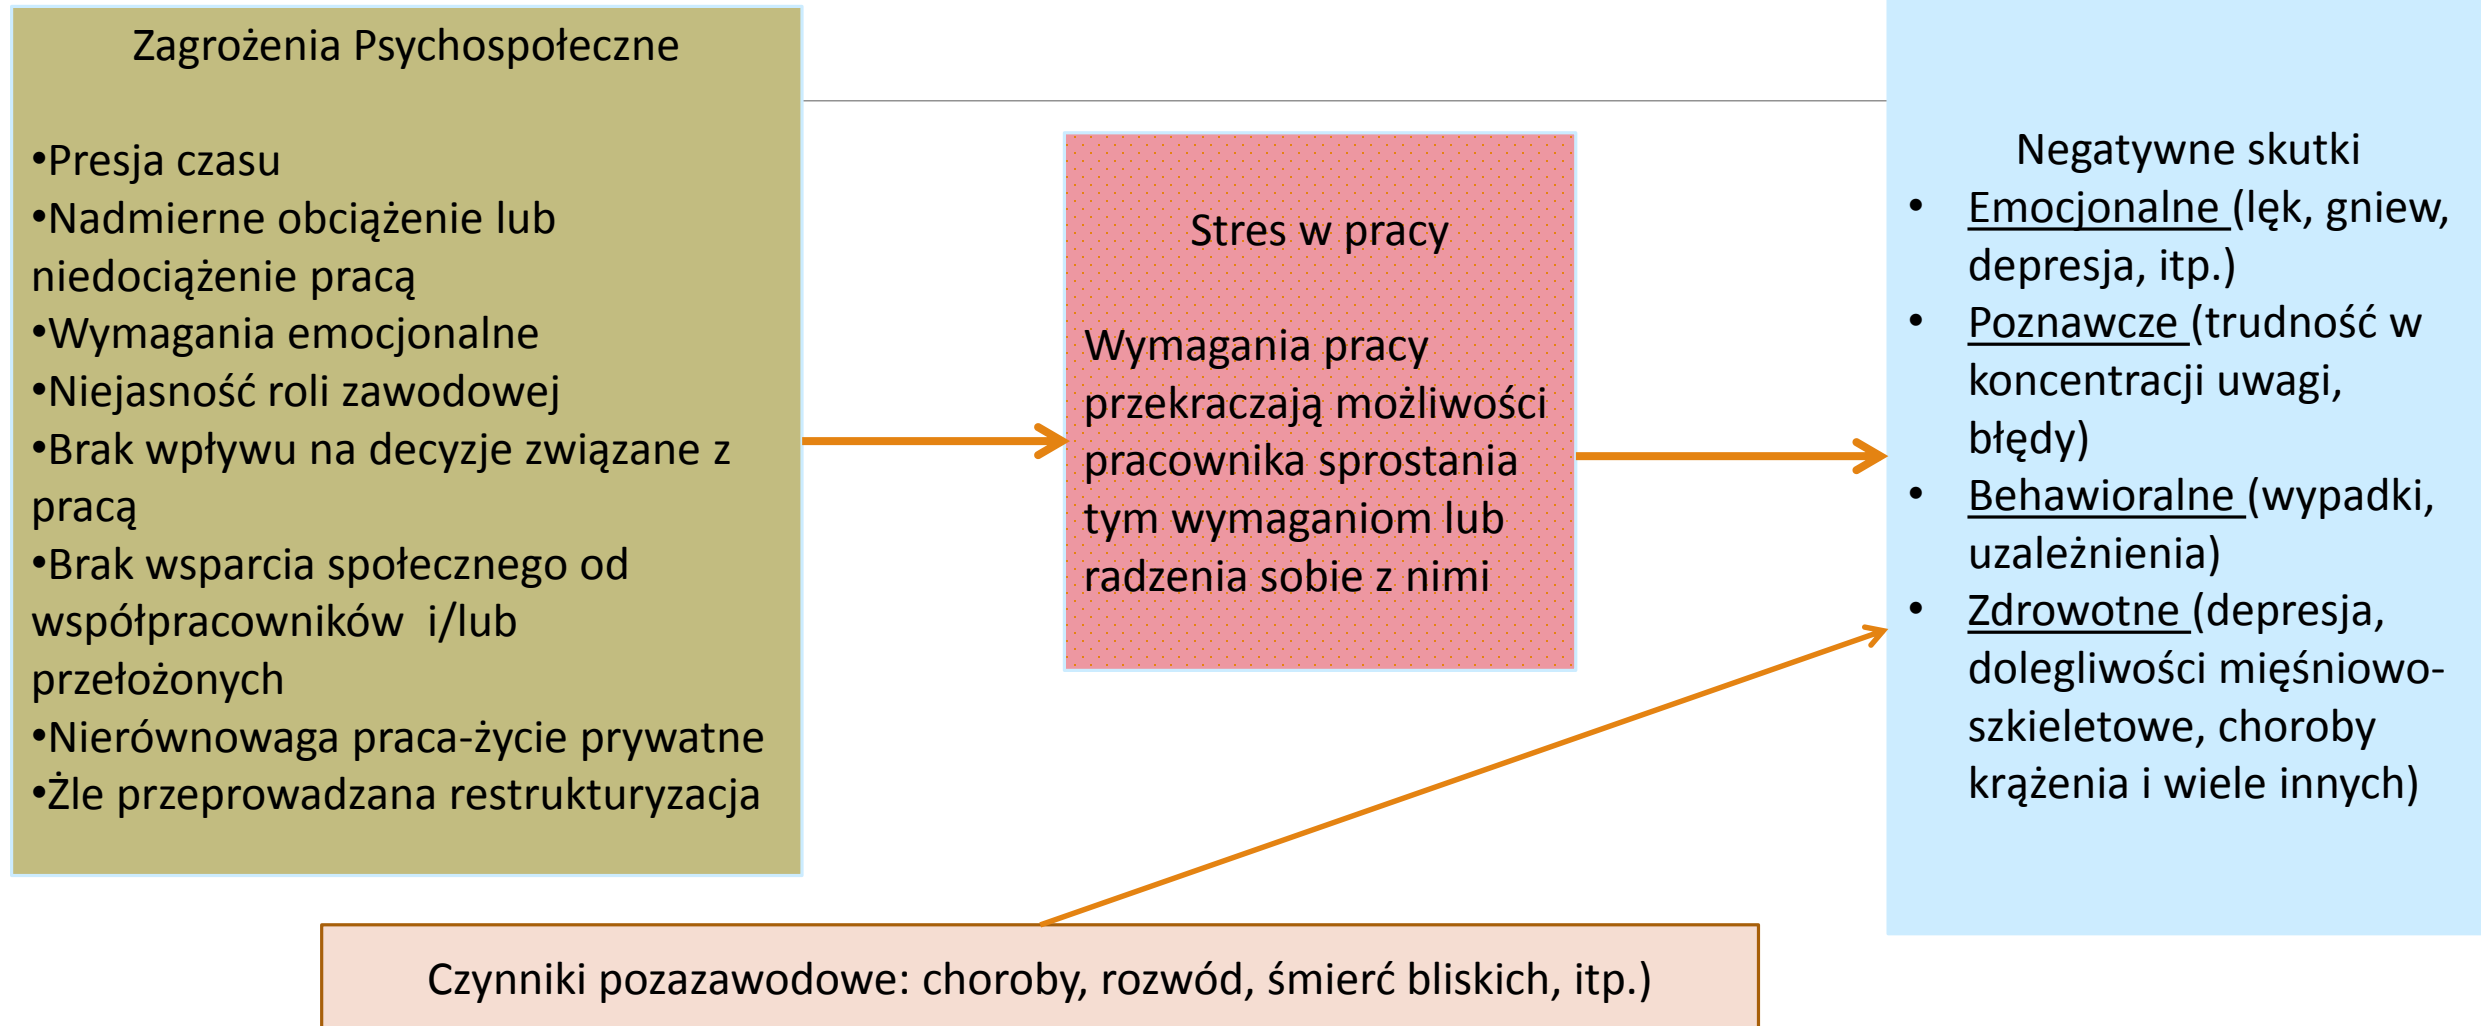 Zagrożenia Psychospołeczne
•Presja czasu
•Nadmierne obciążenie lub
niedociążenie pracą
•Wymagania emocjonalne
•Niejasność roli zawodowej
•Brak wpływu na decyzje związane z
pracą
•Brak wsparcia społecznego od
współpracowników i/lub
przełożonych
•Nierównowaga praca-życie prywatne
•Żle przeprowadzana restrukturyzacja
Stres w pracy
Wymagania pracy
przekraczają możliwości
pracownika sprostania
tym wymaganiom lub
radzenia sobie z nimi
Negatywne skutki
• Emocjonalne (lęk, gniew,
depresja, itp.)
• Poznawcze (trudność w
koncentracji uwagi,
błędy)
• Behawioralne (wypadki,
uzależnienia)
• Zdrowotne (depresja,
dolegliwości mięśniowo-
szkieletowe, choroby
krążenia i wiele innych)
Czynniki pozazawodowe: choroby, rozwód, śmierć bliskich, itp.)